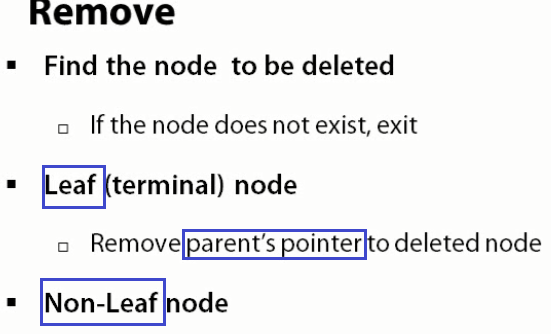 Remove
▪ Find the node to be deleted
▫ If the node does not exist, exit
▪ Leaf (terminal) node
▫ Remove parent's pointer to deleted node
▪ Non-Leaf node